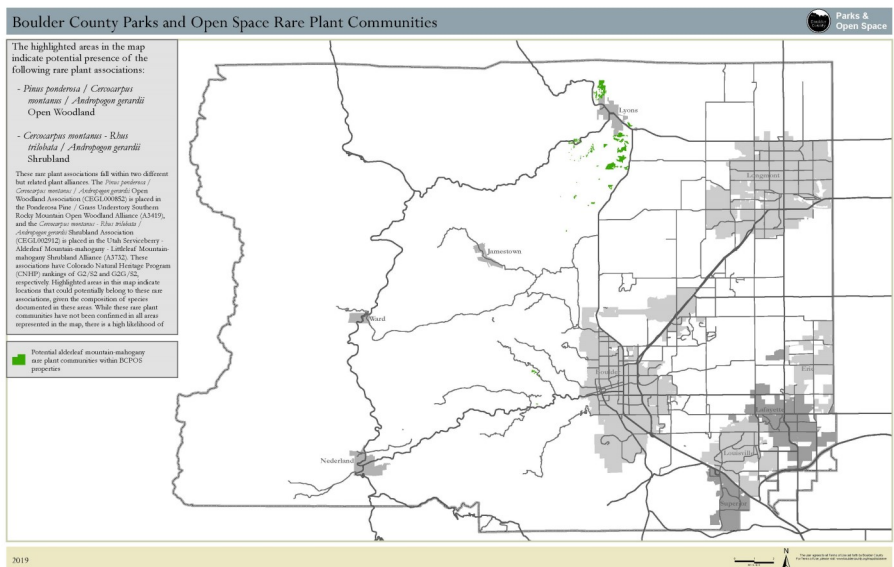 Boulder County Parks and Open Space Rare Plant Communities
Boulder
County
Parks &
Open Space
The highlighted areas in the map
indicate potential presence of the
following rare plant associations:
- Pinus ponderosa / Cercocarpus
montanus / Andropogon gerardii
Open Woodland
- Cercocarpus montanus - Rhus
trilobata / Andropogon gerardii
Shrubland
These rare plant associations fall within two different
but related plant alliances. The Pinus ponderosa /
Cercocarpus montanus / Andropogon gerardii Open
Woodland Association (CEGL000852) is placed in
the Ponderosa Pine / Grass Understory Southern
Rocky Mountain Open Woodland Alliance (A3419),
and the Cercocarpus montanus - Rhus trilobata /
Andropogon gerardii Shrubland Association
(CEGL002912) is placed in the Utah Serviceberry -
Alderleaf Mountain-mahogany - Littleleaf Mountain-
mahogany Shrubland Alliance (A3732). These
associations have Colorado Natural Heritage Program
(CNHP) rankings of G2/S2 and G2G/S2,
respectively. Highlighted areas in this map indicate
locations that could potentially belong to these rare
associations, given the composition of species
documented in these areas. While these rare plant
communities have not been confirmed in all areas
represented in the map, there is a high likelihood of
Potential alderleaf mountain-mahogany
rare plant communities within BCPOS
properties
Lyons
Longmont
Jamestown
Ward
Boulder
Erie
Lafayette
Louisville
Nederland
Superior
2019
N